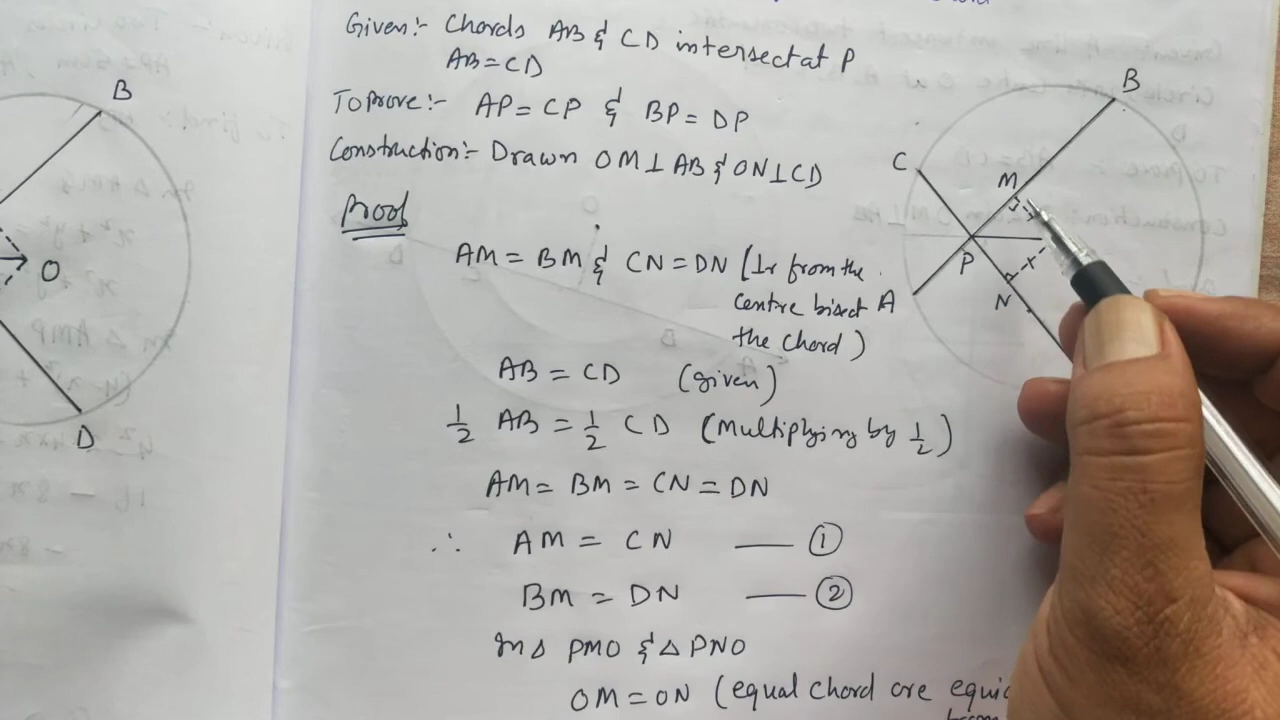 Given:- Chords AB & CD intersect at P
AB = CD
To prove:- AP = CP & BP = DP
Construction:- Drawn OM ⊥ AB & ON ⊥ CD
Proof
AM = BM & CN = DN (⊥r from the
centre bisect
the chord)
AB = CD (given)
1/2 AB = 1/2 CD (Multiplying by 1/2)
AM = BM = CN = DN
∴ AM = CN —— ①
BM = DN —— ②
In Δ PMO & Δ PNO
OM = ON (equal chord are
B
O
D
B
C
M
P
N
A